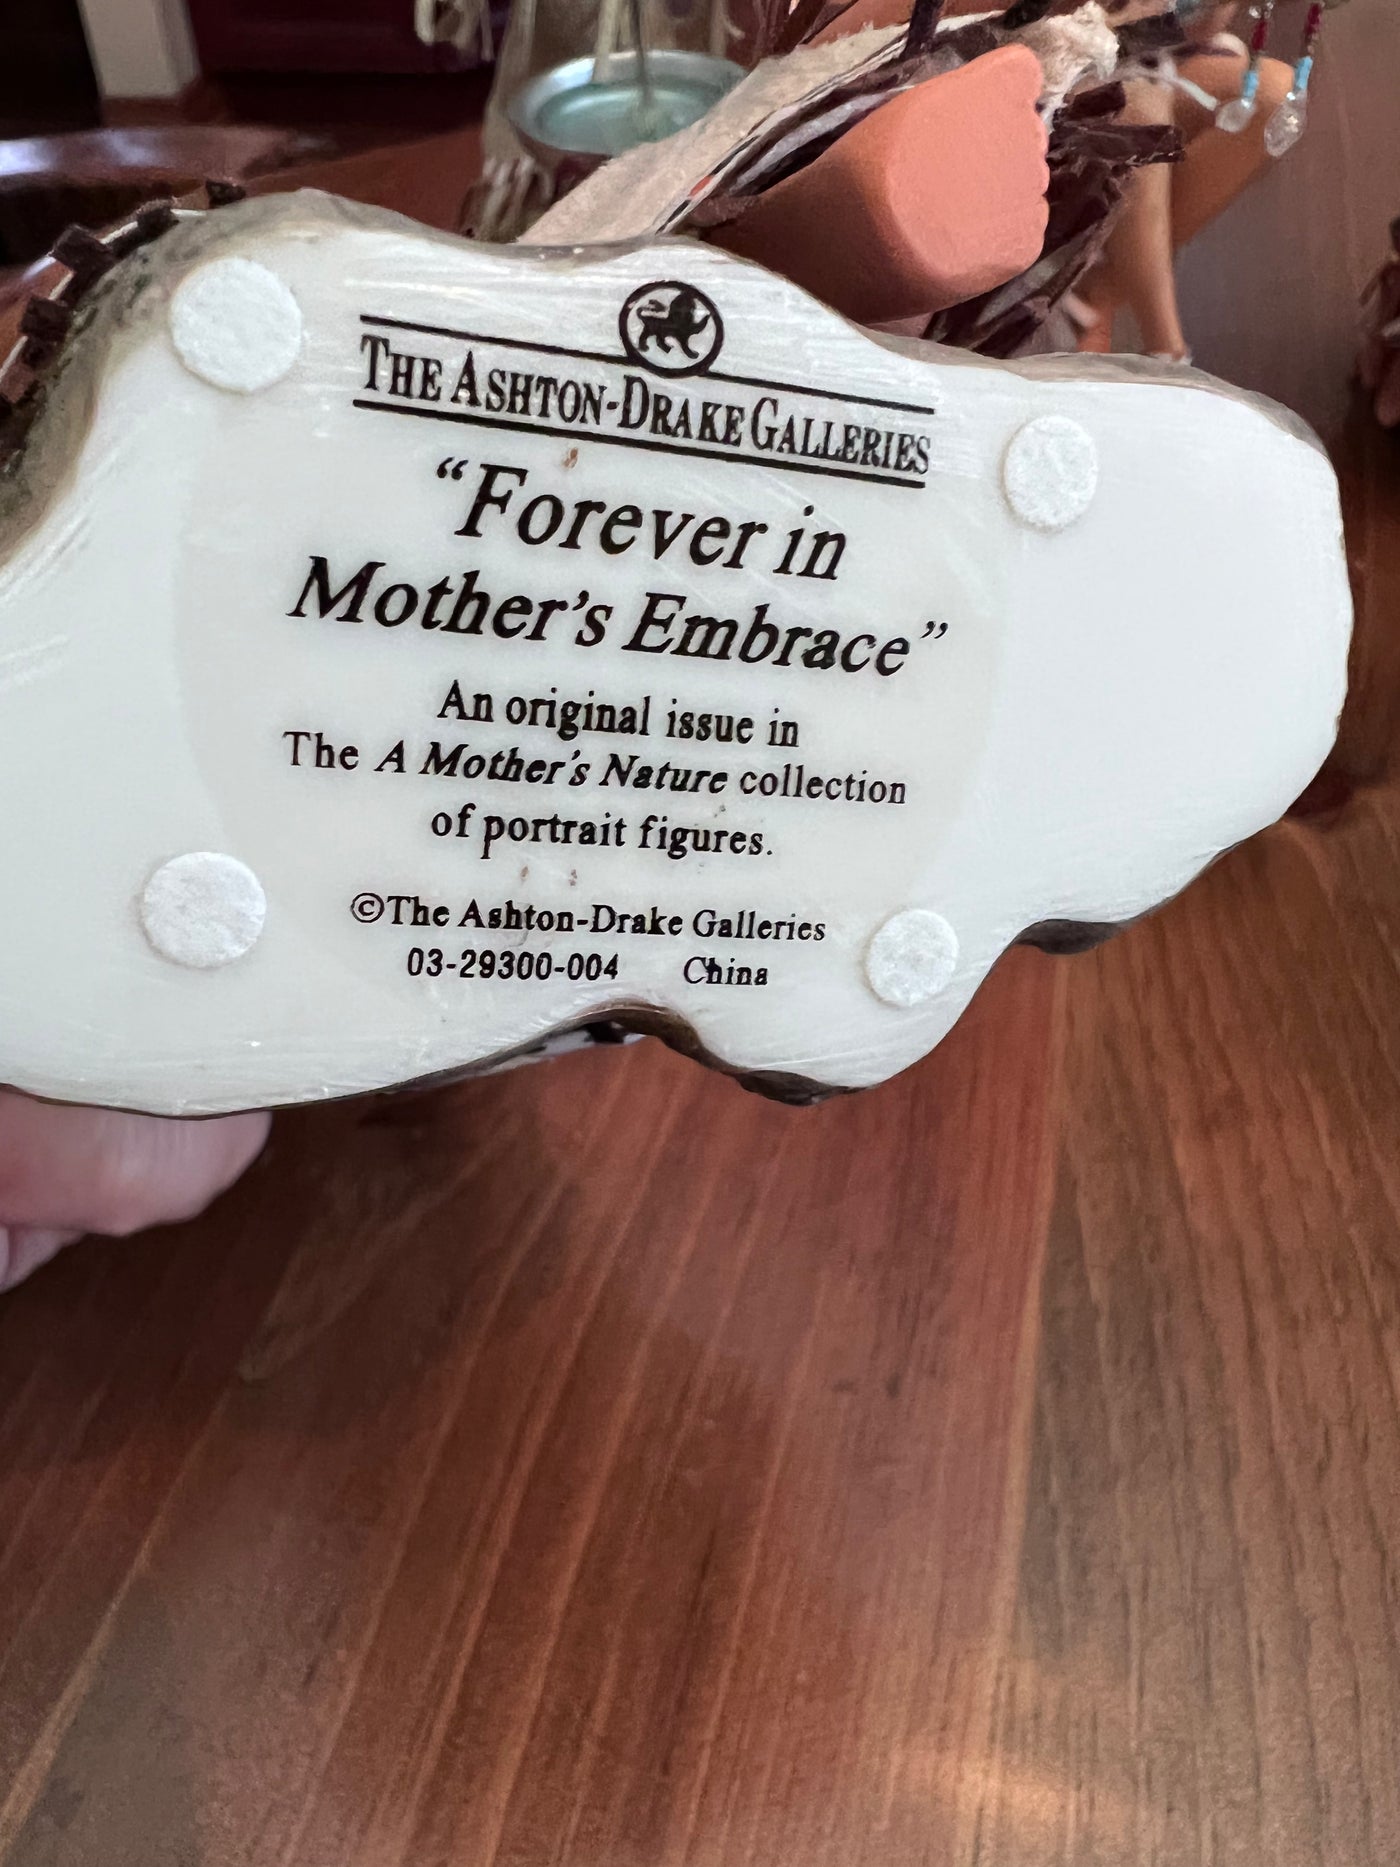 THE ASHTON-DRAKE GALLERIES
“Forever in
Mother’s Embrace”
An original issue in
The A Mother’s Nature collection
of portrait figures.
©The Ashton-Drake Galleries
03-29300-004 China